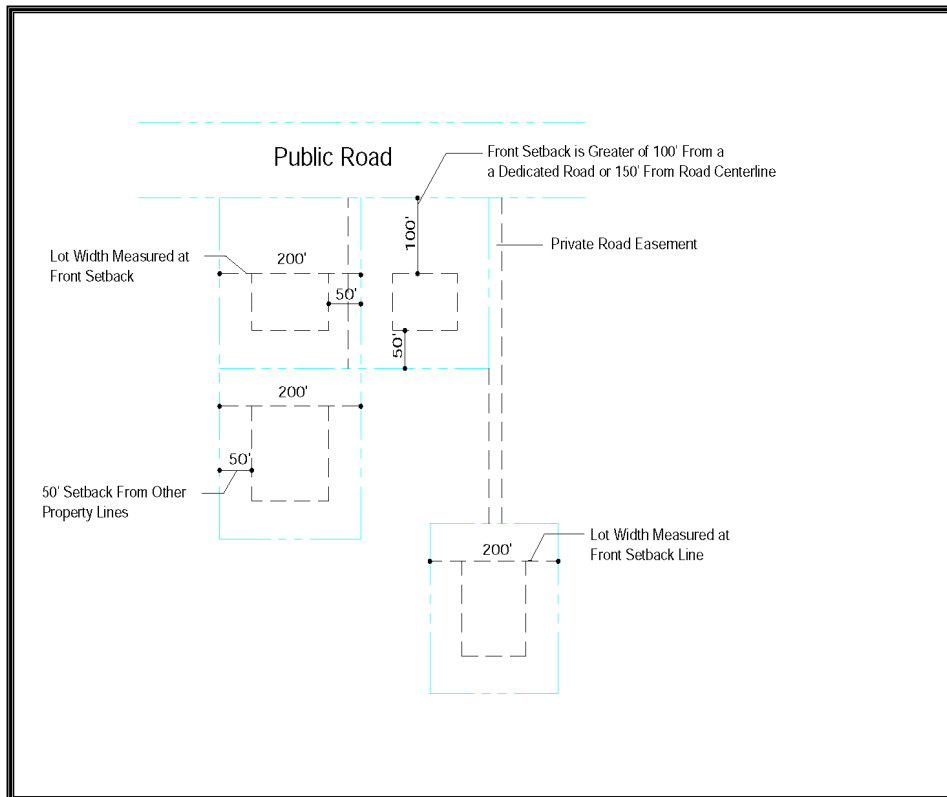 Public Road
Front Setback is Greater of 100' From a
a Dedicated Road or 150' From Road Centerline
100'
Private Road Easement
Lot Width Measured at
Front Setback
200'
50'
50'
200'
50'
50' Setback From Other
Property Lines
Lot Width Measured at
Front Setback Line
200'